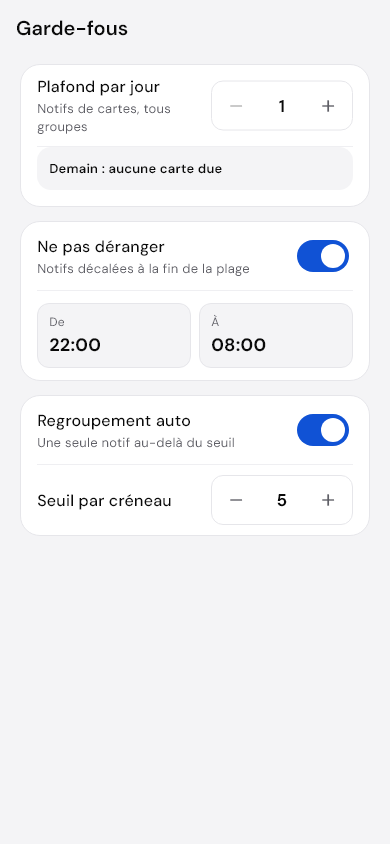 Garde-fous
Plafond par jour
Notifs de cartes, tous
groupes
− 1 +
Demain : aucune carte due
Ne pas déranger
Notifs décalées à la fin de la plage
De
22:00
À
08:00
Regroupement auto
Une seule notif au-delà du seuil
Seuil par créneau
− 5 +